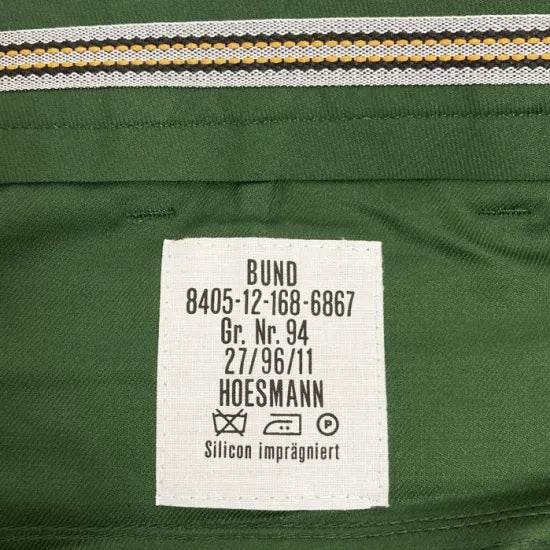 BUND
8405-12-168-6867
Gr. Nr. 94
27/96/11
HOESMANN
P
Silicon imprägniert